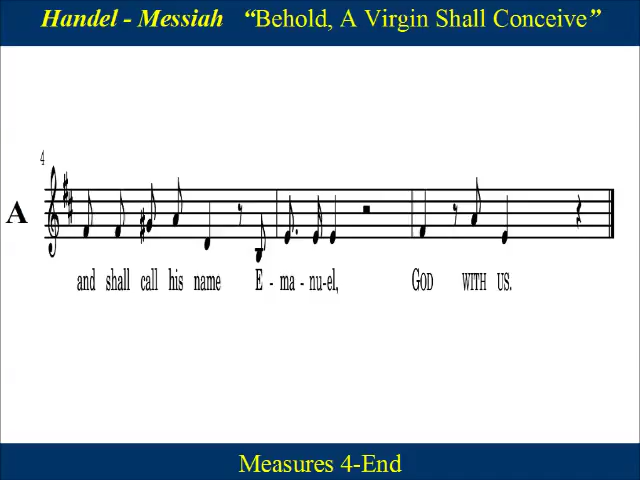 Handel - Messiah “Behold, A Virgin Shall Conceive”
4
A
and shall call his name E - ma - nu-el, GOD WITH US.
Measures 4-End